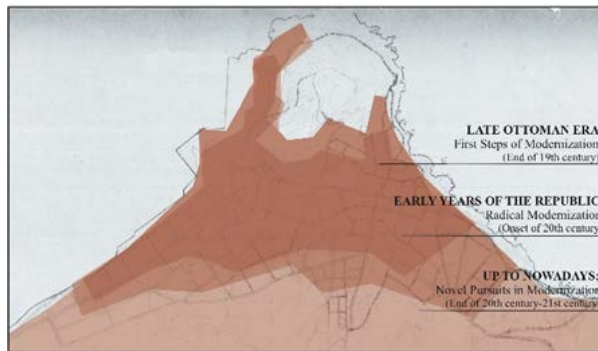 LATE OTTOMAN ERA
First Steps of Modernization
(End of 19th century)
EARLY YEARS OF THE REPUBLIC
Radical Modernization
(Onset of 20th century
UP TO NOWADAYS:
Novel Pursuits in Modernization
(End of 20th century-21st century)